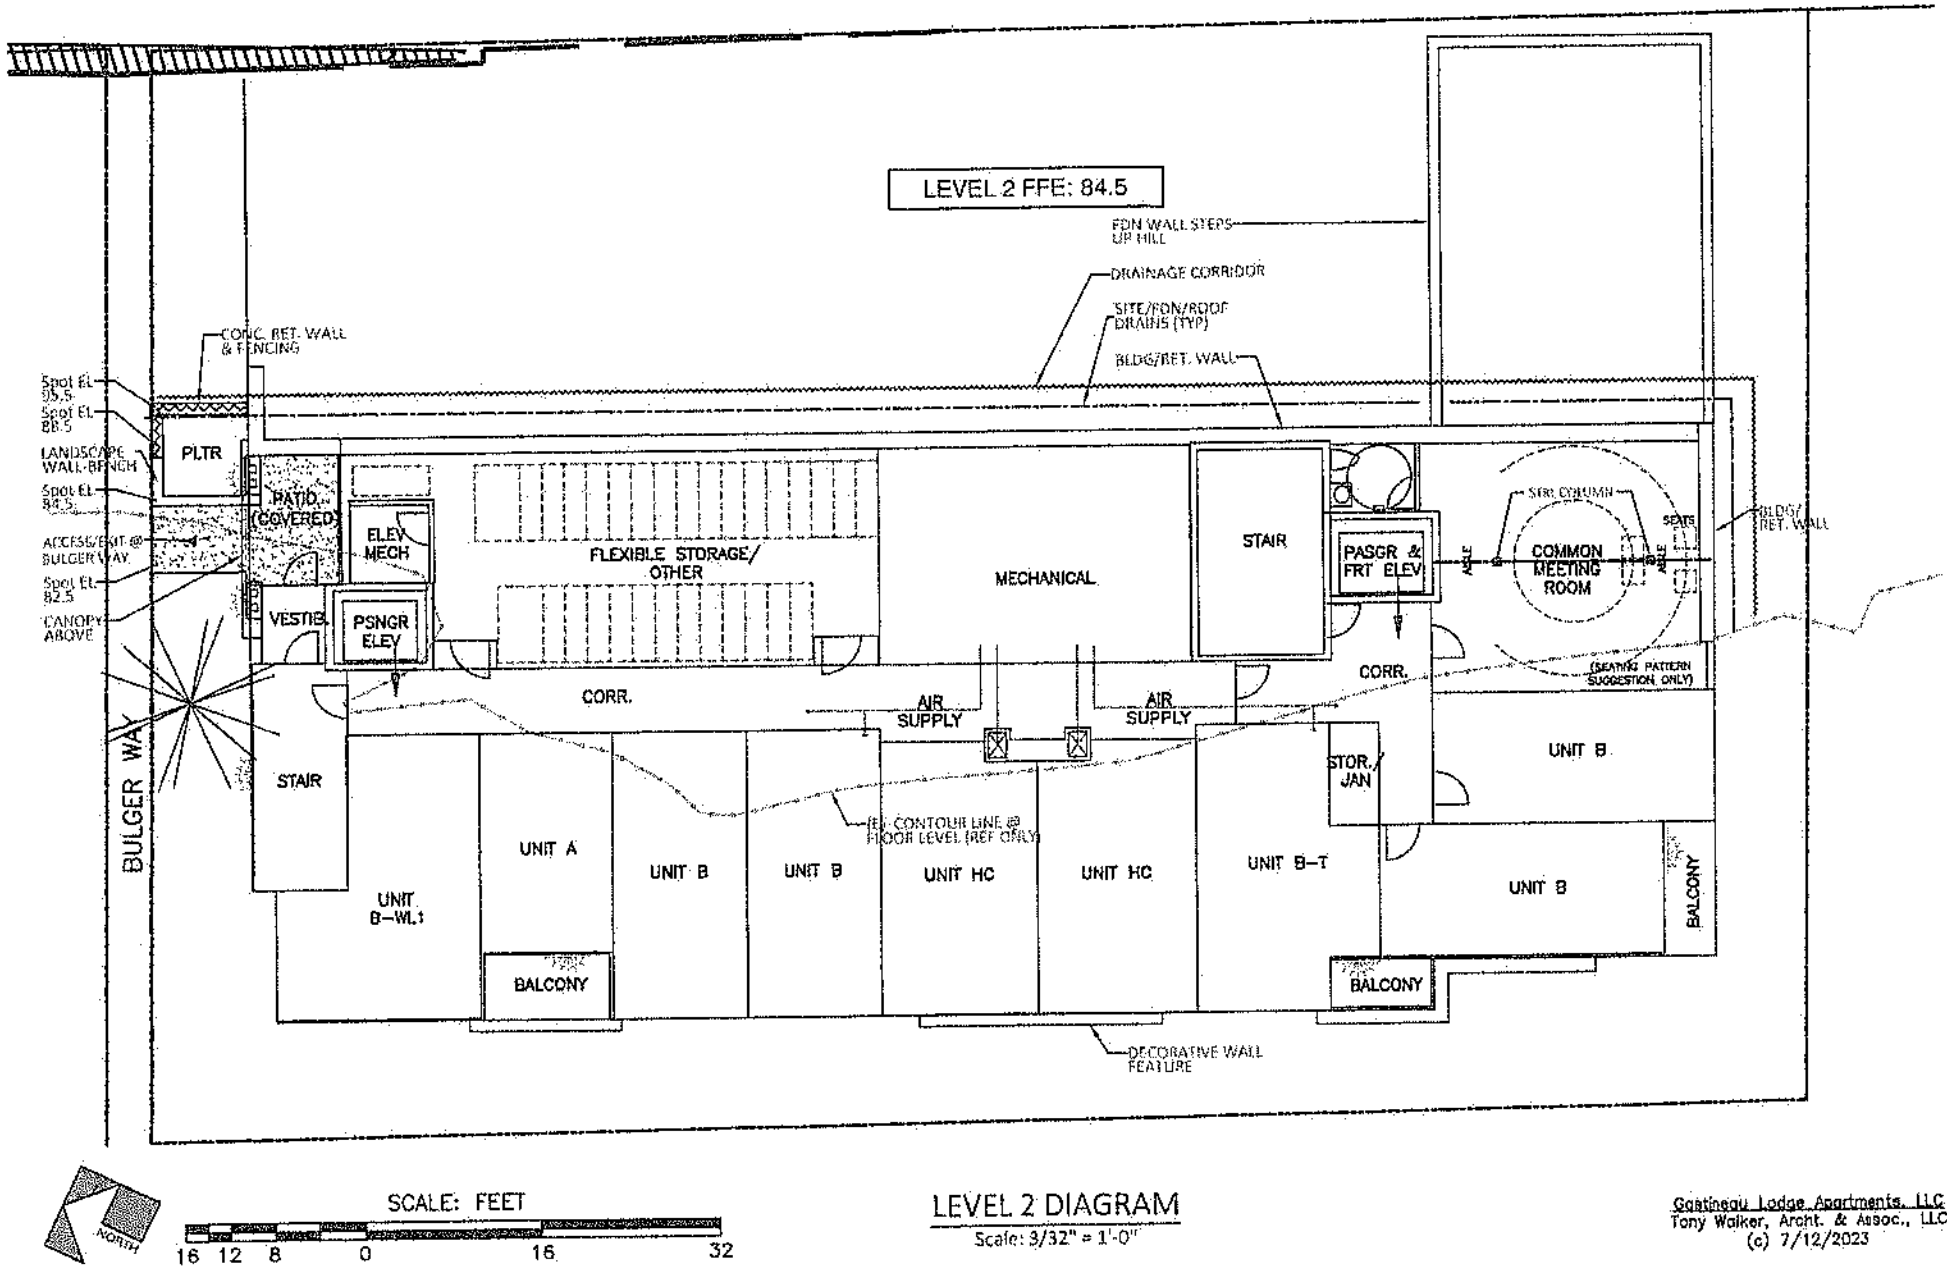 LEVEL 2 FFE: 84.5
FDN WALL STEPS
UP HILL
DRAINAGE CORRIDOR
SITE/FDN/ROOF
DRAINS (TYP)
BLDG/RET. WALL
CONC. RET. WALL
& FENCING
Spot EL
95.5
Spot EL
88.5
LANDSCAPE
WALL-BENCH
Spot EL
84.5
ACCESS/EXIT @
BULGER WAY
Spot EL
82.5
CANOPY
ABOVE
PLTR
PATIO
(COVERED)
ELEV
MECH
VESTIB.
PSNGR
ELEV
FLEXIBLE STORAGE/
OTHER
MECHANICAL
STAIR
PASGR &
FRT ELEV
AISLE
STR. COLUMN
COMMON
MEETING
ROOM
SEATS
AISLE
BLDG/
RET. WALL
(SEATING PATTERN
SUGGESTION ONLY)
CORR.
AIR
SUPPLY
AIR
SUPPLY
CORR.
BULGER WAY
STAIR
UNIT
B-WL1
UNIT A
BALCONY
UNIT B
UNIT B
(E) CONTOUR LINE @
FLOOR LEVEL (REF ONLY)
UNIT HC
UNIT HC
UNIT B-T
STOR./
JAN
UNIT B
UNIT B
BALCONY
BALCONY
DECORATIVE WALL
FEATURE
NORTH
SCALE: FEET
16 12 8 0 16 32
LEVEL 2 DIAGRAM
Scale: 3/32" = 1'-0"
Gastineau Lodge Apartments, LLC
Tony Walker, Archt. & Assoc., LLC
(c) 7/12/2023